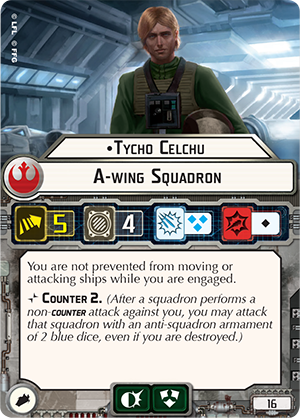 © LFL © FFG
•Tycho Celchu
A-wing Squadron
5 4
You are not prevented from moving or
attacking ships while you are engaged.
Counter 2. (After a squadron performs a
non-counter attack against you, you may attack
that squadron with an anti-squadron armament
of 2 blue dice, even if you are destroyed.)
16